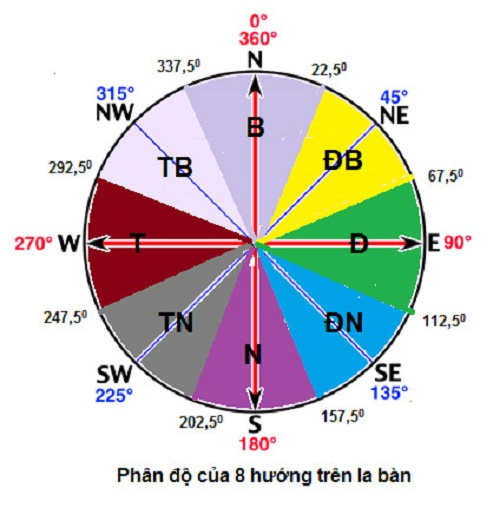 0°
360°
N
337,5⁰
22,5⁰
315°
NW
45°
NE
B
TB
ĐB
292,5⁰
67,5⁰
270° W
T
Đ
E 90°
247,5⁰
112,5⁰
TN
ĐN
N
SW
225°
SE
135°
202,5⁰
157,5⁰
S
180°
Phân độ của 8 hướng trên la bàn